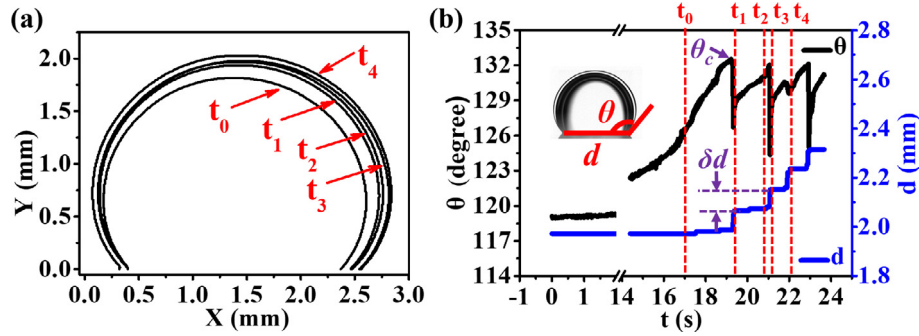 (a)
2.0
1.5
1.0
0.5
0.0
Y (mm)
t₀
t₁
t₂
t₃
t₄
0.0 0.5 1.0 1.5 2.0 2.5 3.0
X (mm)
(b)
t₀ t₁ t₂ t₃ t₄
135
132
129
126
123
120
117
114
θ (degree)
θc
θ
θ
d
δd
d
2.8
2.6
2.4
2.2
2.0
1.8
d (mm)
-1 0 1 14 16 18 20 22 24 26
t (s)